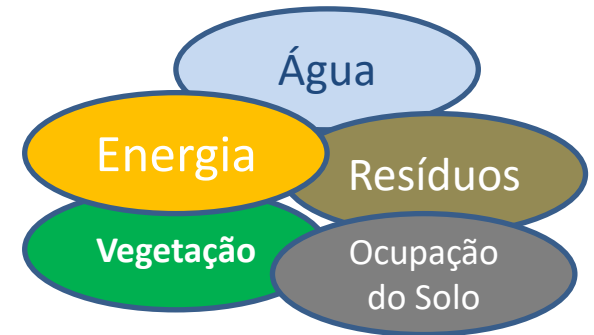 Água
Energia
Resíduos
Vegetação
Ocupação
do Solo